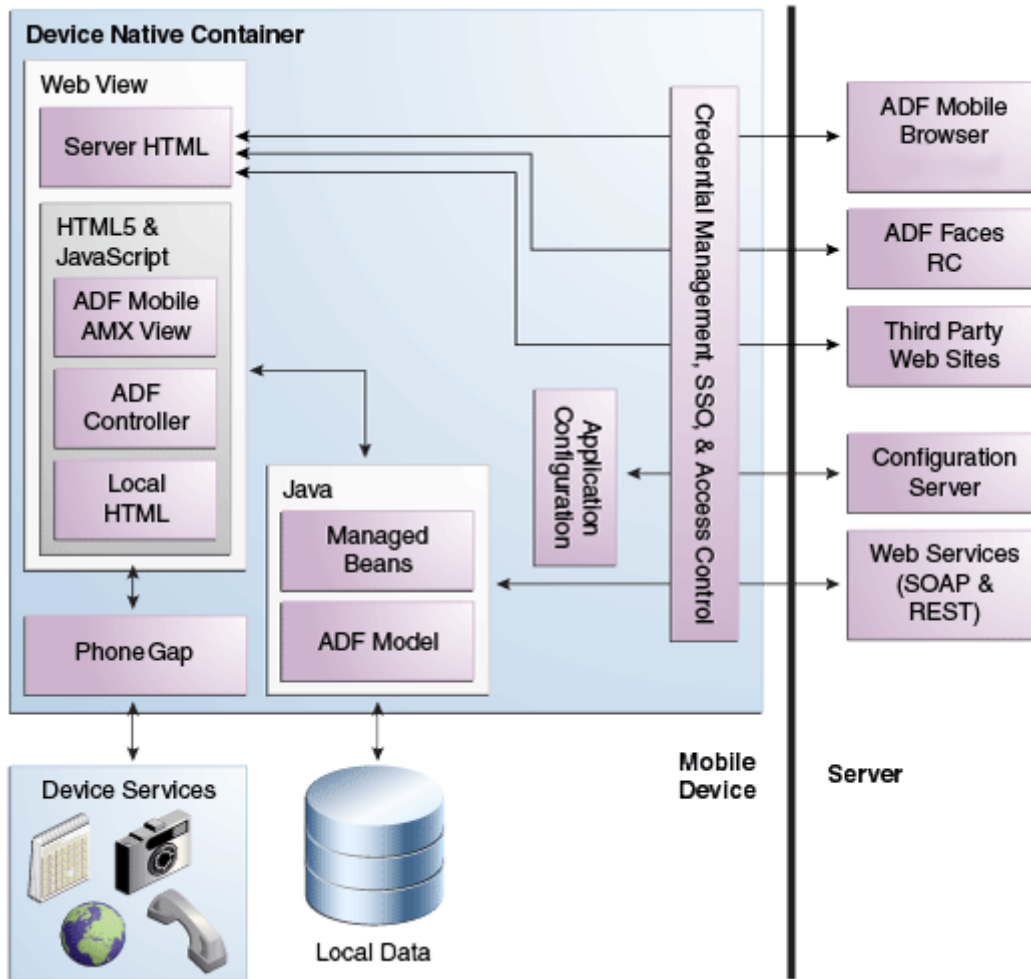 Device Native Container
Web View
Server HTML
HTML5 &
JavaScript
ADF Mobile
AMX View
ADF
Controller
Local
HTML
PhoneGap
Device Services
Java
Managed
Beans
ADF Model
Local Data
Application
Configuration
Credential Management, SSO, & Access Control
Mobile
Device
Server
ADF Mobile
Browser
ADF Faces
RC
Third Party
Web Sites
Configuration
Server
Web Services
(SOAP &
REST)